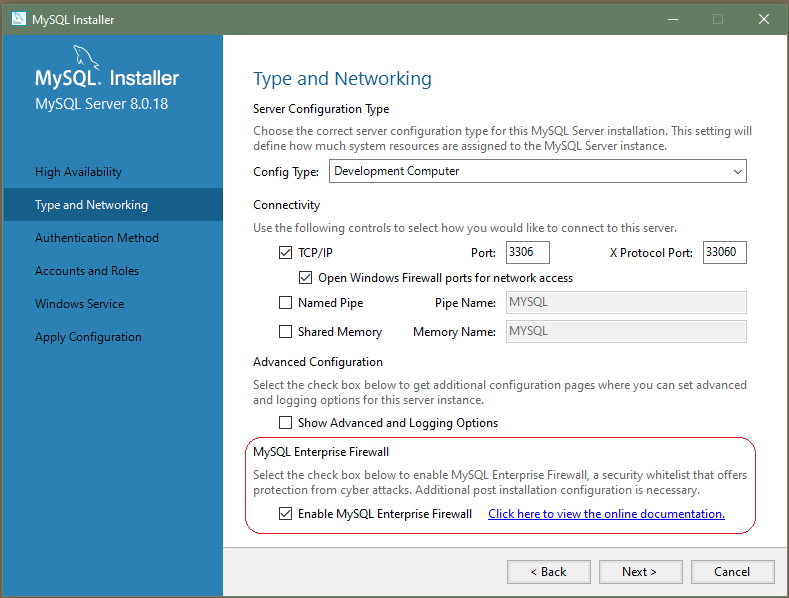 MySQL Installer
MySQL. Installer
MySQL Server 8.0.18
High Availability
Type and Networking
Authentication Method
Accounts and Roles
Windows Service
Apply Configuration
Type and Networking
Server Configuration Type
Choose the correct server configuration type for this MySQL Server installation. This setting will
define how much system resources are assigned to the MySQL Server instance.
Config Type: Development Computer
Connectivity
Use the following controls to select how you would like to connect to this server.
TCP/IP Port: 3306 X Protocol Port: 33060
Open Windows Firewall ports for network access
Named Pipe Pipe Name: MYSQL
Shared Memory Memory Name: MYSQL
Advanced Configuration
Select the check box below to get additional configuration pages where you can set advanced
and logging options for this server instance.
Show Advanced and Logging Options
MySQL Enterprise Firewall
Select the check box below to enable MySQL Enterprise Firewall, a security whitelist that offers
protection from cyber attacks. Additional post installation configuration is necessary.
Enable MySQL Enterprise Firewall Click here to view the online documentation.
< Back Next > Cancel